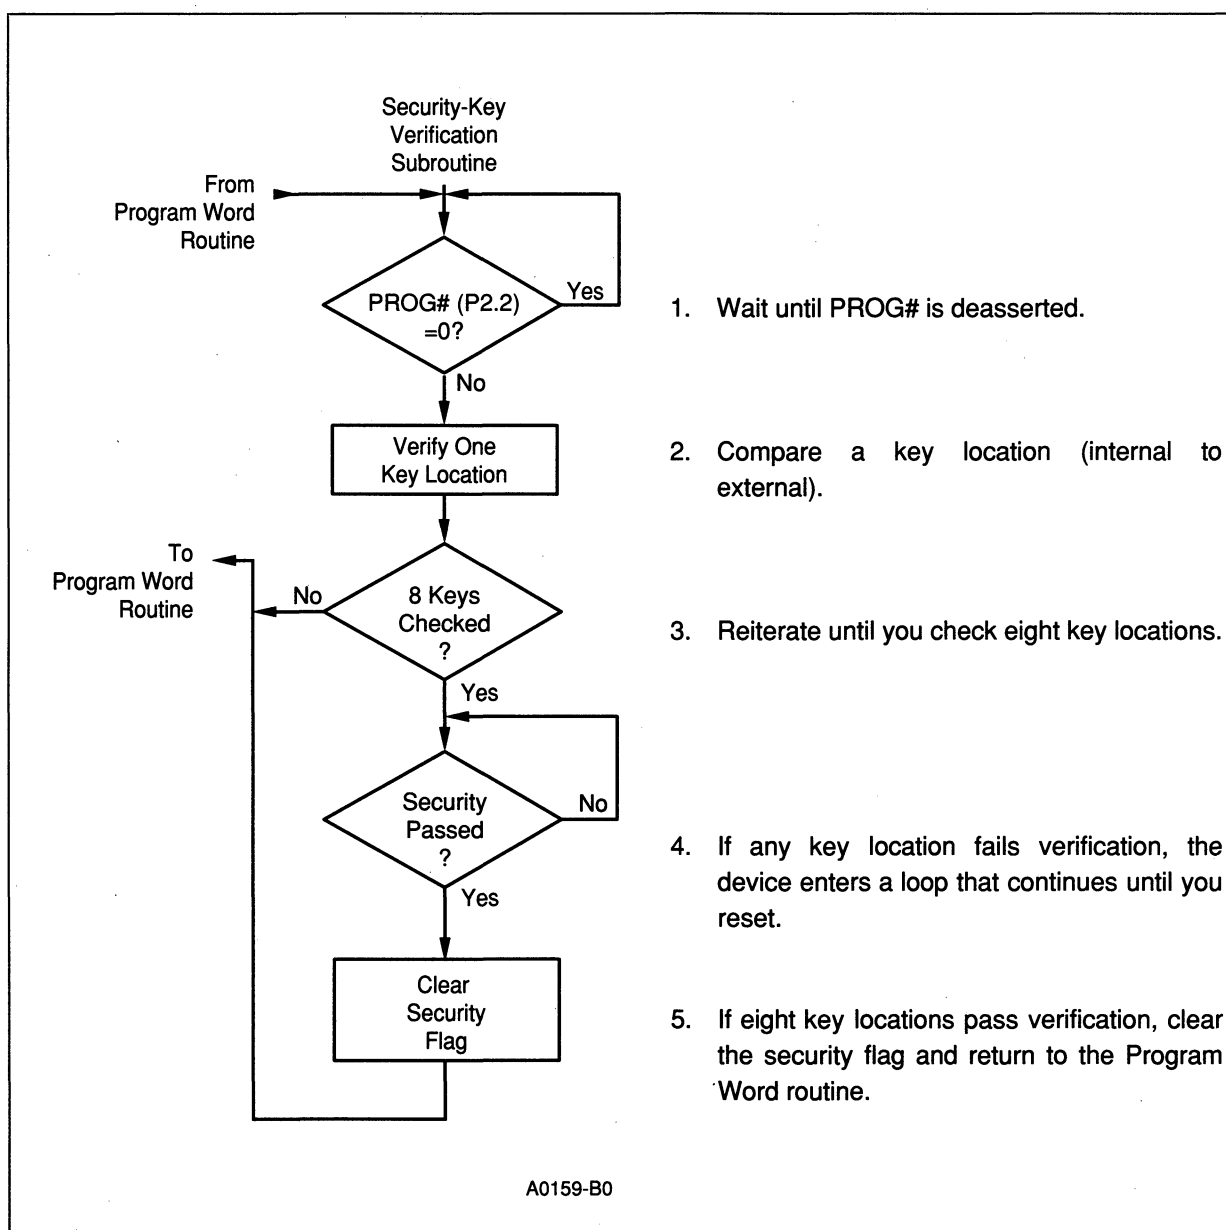 Security-Key
Verification
Subroutine
From
Program Word
Routine
PROG# (P2.2)
=0?
Yes
1. Wait until PROG# is deasserted.
No
Verify One
Key Location
2. Compare a key location (internal to
external).
To
Program Word
Routine
No
8 Keys
Checked
?
3. Reiterate until you check eight key locations.
Yes
Security
Passed
?
No
4. If any key location fails verification, the
device enters a loop that continues until you
reset.
Yes
Clear
Security
Flag
5. If eight key locations pass verification, clear
the security flag and return to the Program
Word routine.
A0159-B0